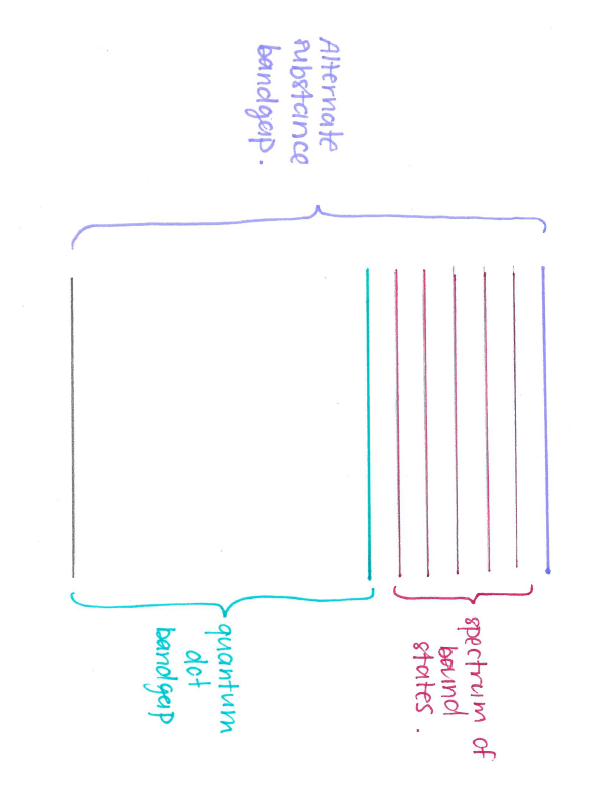 Alternate
substance
bandgap.
spectrum of
bound
states.
quantum
dot
bandgap